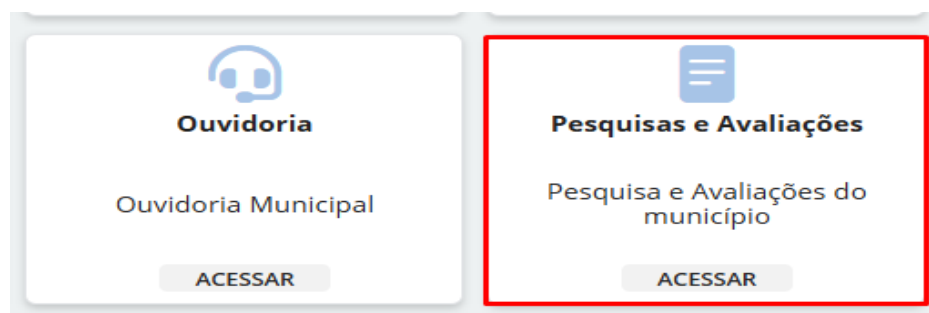 Ouvidoria
Ouvidoria Municipal
ACESSAR
Pesquisas e Avaliações
Pesquisa e Avaliações do
município
ACESSAR